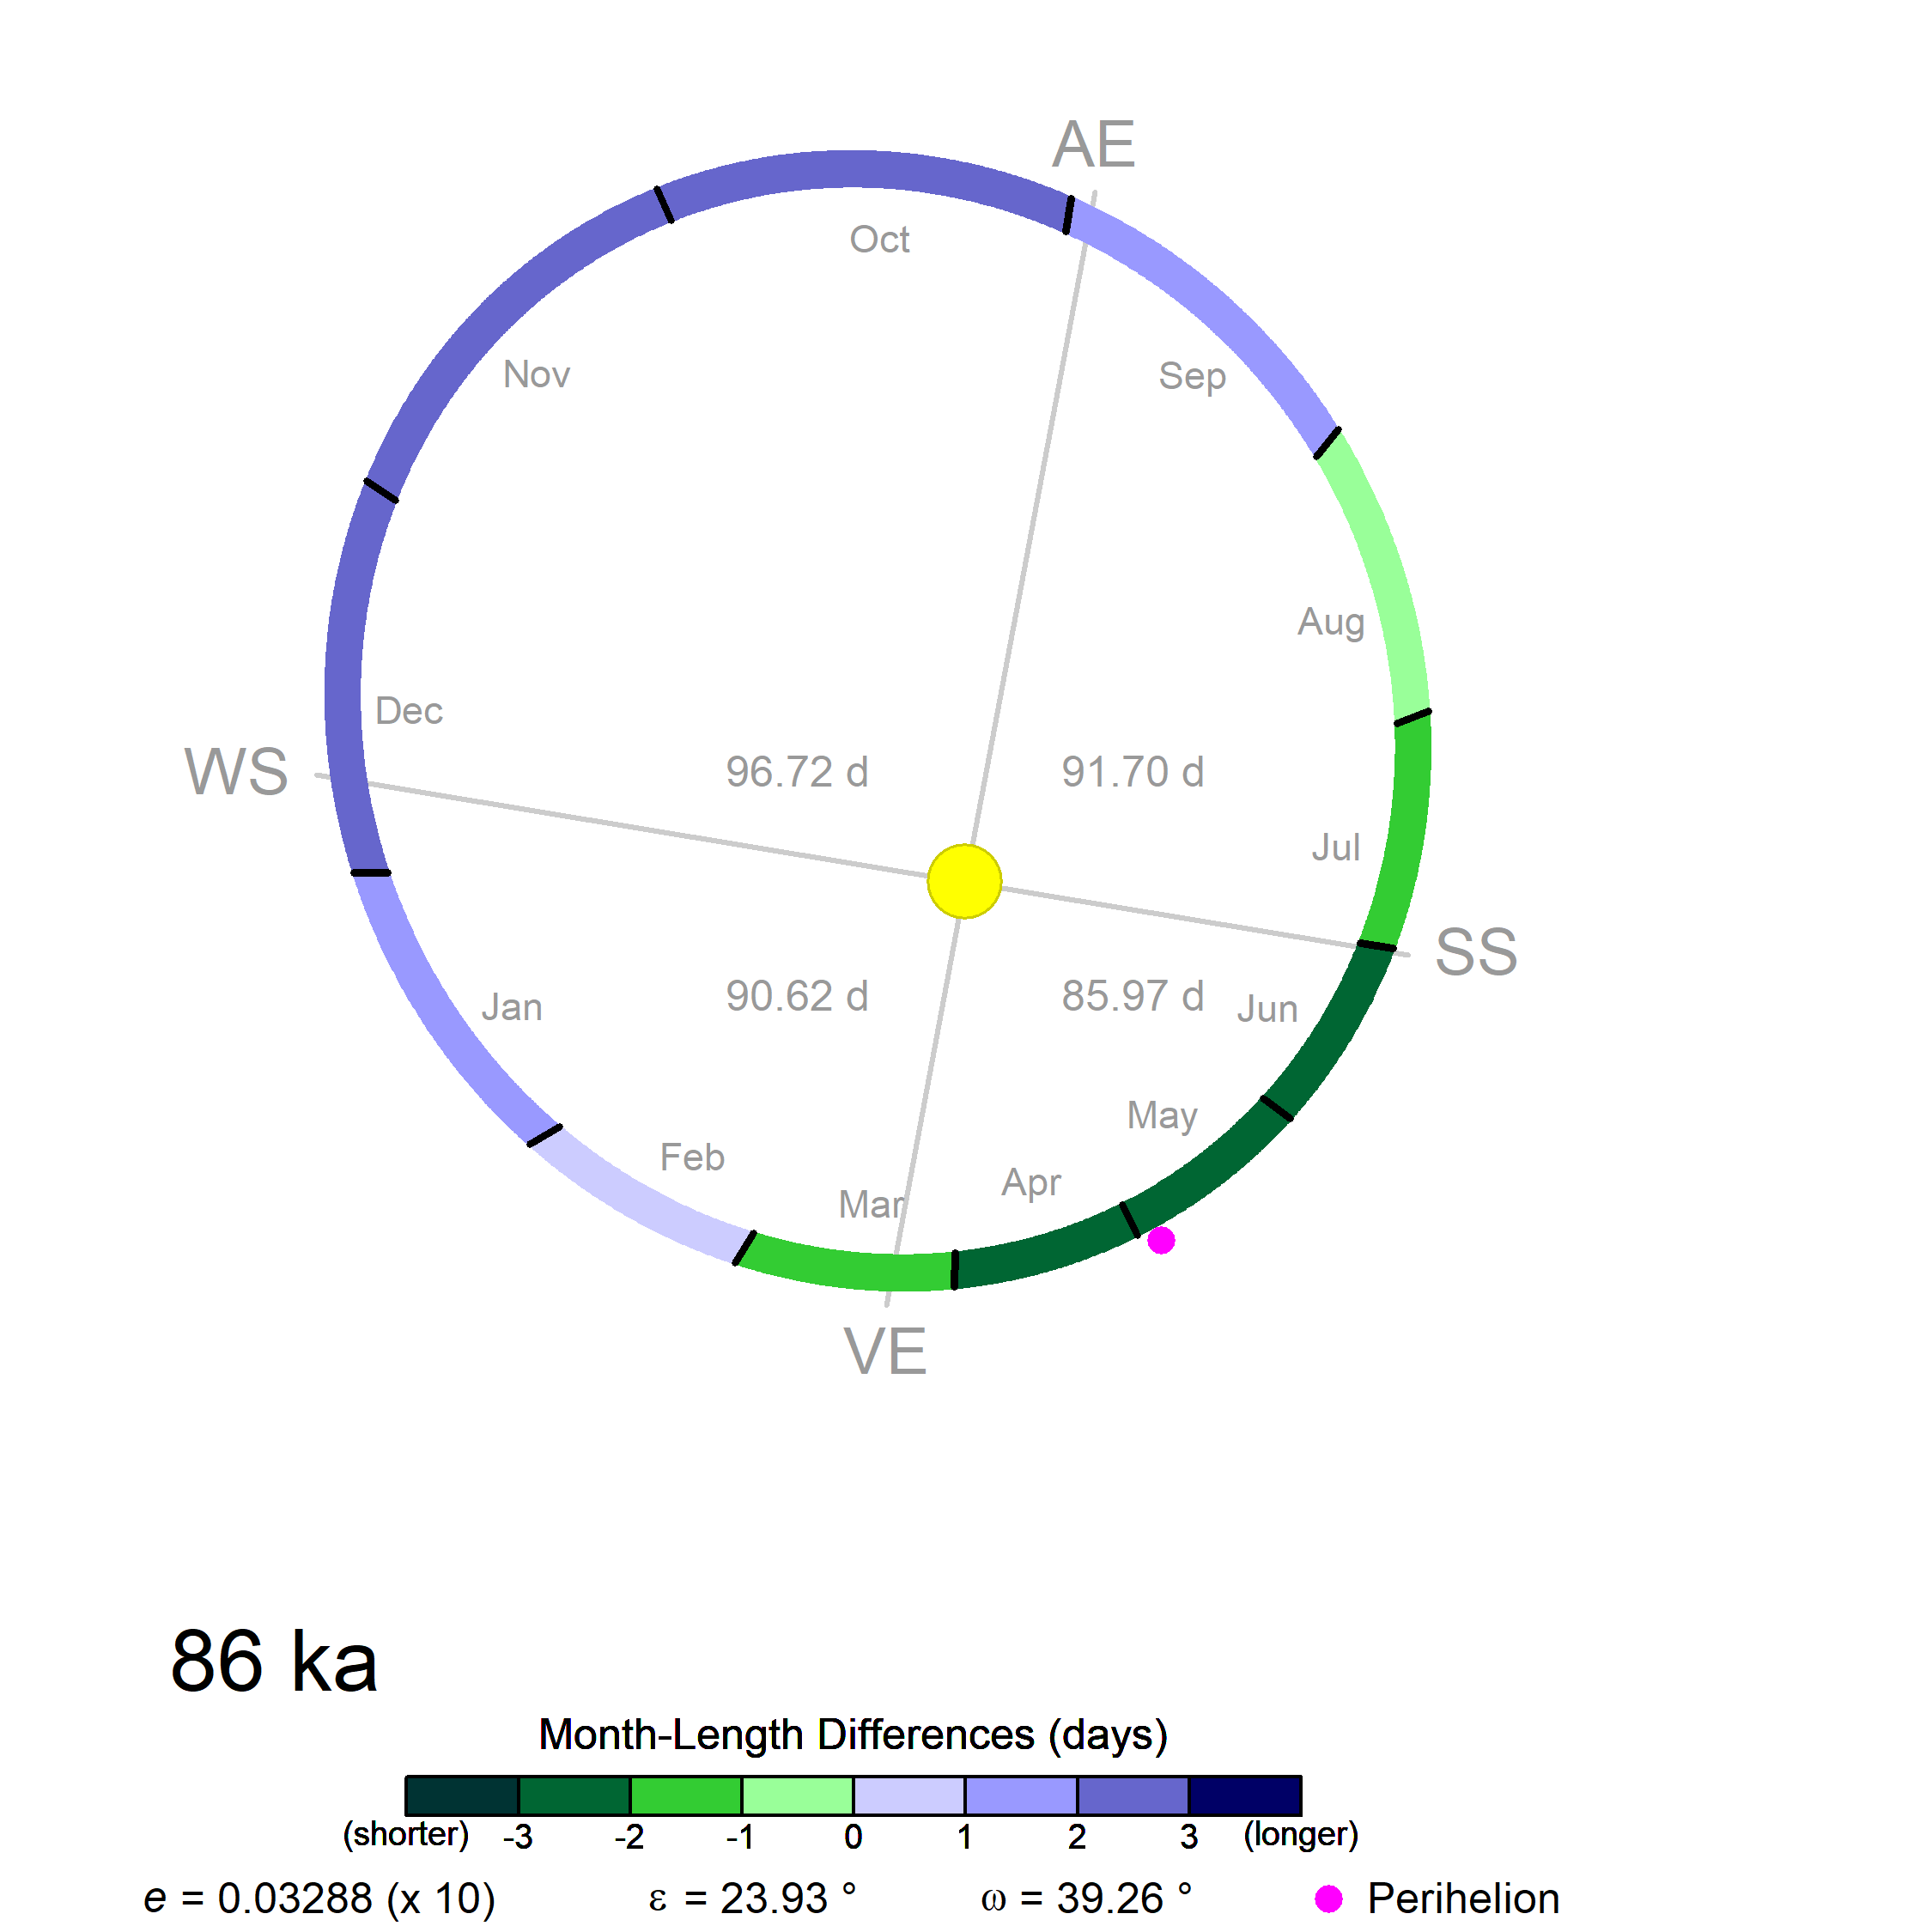 AE
Oct
Nov
Sep
Aug
Dec
WS
96.72 d
91.70 d
Jul
SS
90.62 d
85.97 d
Jan
Jun
May
Feb
Apr
Mar
VE
86 ka
Month-Length Differences (days)
(shorter) -3 -2 -1 0 1 2 3 (longer)
e = 0.03288 (x 10) ε = 23.93 ° ω = 39.26 ° Perihelion